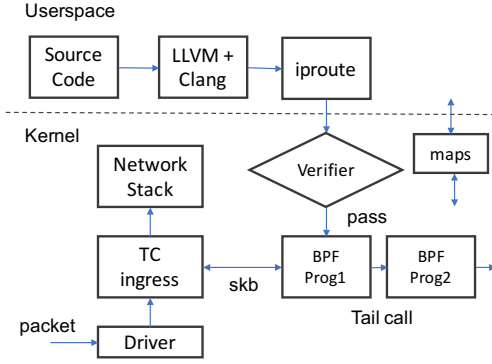 Userspace
Source
Code
LLVM +
Clang
iproute
Kernel
Network
Stack
Verifier
maps
pass
TC
ingress
skb
BPF
Prog1
BPF
Prog2
Tail call
packet
Driver